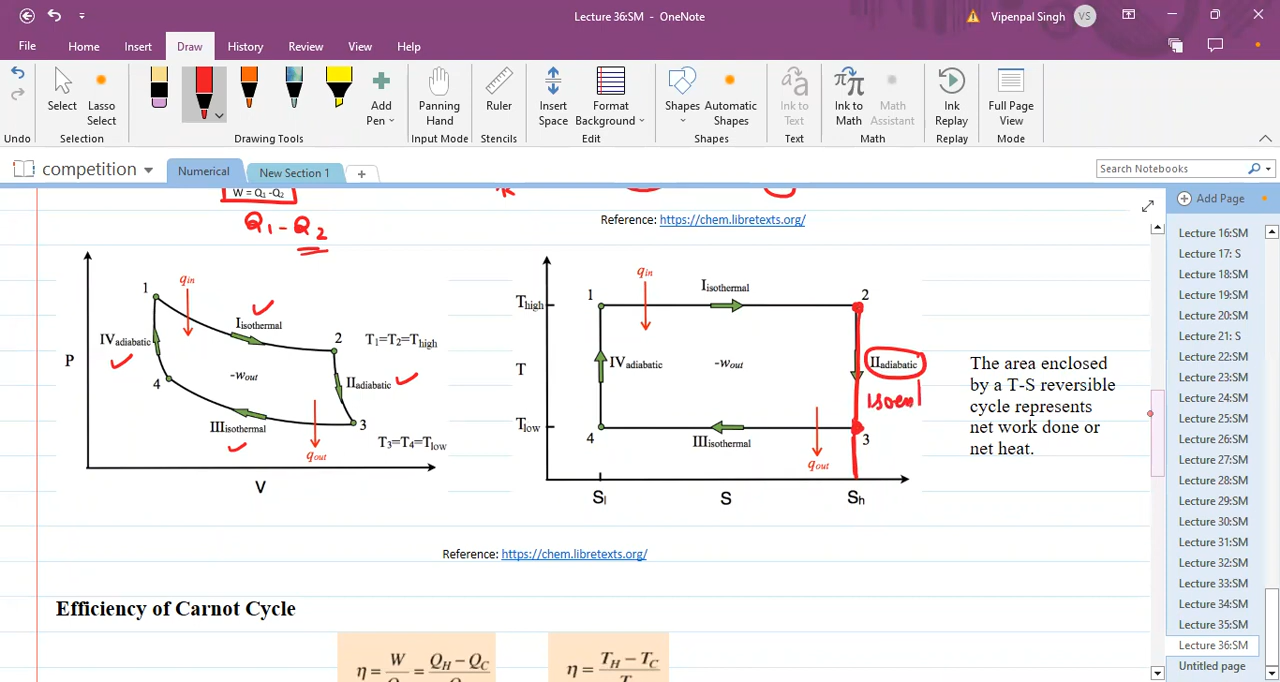 Lecture 36:SM - OneNote
Vipenpal Singh VS
File Home Insert Draw History Review View Help
Select
Lasso Select
Add Pen
Panning Hand
Ruler
Insert Space
Format Background
Shapes
Automatic Shapes
Ink to Text
Ink to Math
Math Assistant
Ink Replay
Full Page View
Undo Selection Drawing Tools Input Mode Stencils Edit Shapes Text Math Replay Mode
competition Numerical New Section 1
Search Notebooks
Add Page
W = Q₁ -Q₂
Q₁ - Q₂
Reference: https://chem.libretexts.org/
P
1
qin
Iisothermal
2
T1=T2=Thigh
IVadiabatic
-wout
IIadiabatic
4
IIIisothermal
qout
3
T3=T4=Tlow
V
Thigh
1
qin
Iisothermal
2
T
IVadiabatic
-wout
IIadiabatic
Tlow
4
IIIisothermal
qout
3
Sl
S
Sh
The area enclosed
by a T-S reversible
cycle represents
net work done or
net heat.
Reference: https://chem.libretexts.org/
Efficiency of Carnot Cycle
η = W = QH − QC
η = TH − TC
Lecture 16:SM
Lecture 17: S
Lecture 18:SM
Lecture 19:SM
Lecture 20:SM
Lecture 21: S
Lecture 22:SM
Lecture 23:SM
Lecture 24:SM
Lecture 25:SM
Lecture 26:SM
Lecture 27:SM
Lecture 28:SM
Lecture 29:SM
Lecture 30:SM
Lecture 31:SM
Lecture 32:SM
Lecture 33:SM
Lecture 34:SM
Lecture 35:SM
Lecture 36:SM
Untitled page